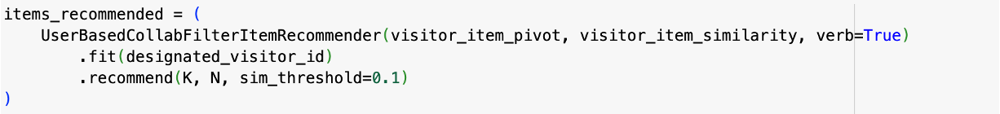 items_recommended = (
    UserBasedCollabFilterItemRecommender(visitor_item_pivot, visitor_item_similarity, verb=True)
        .fit(designated_visitor_id)
        .recommend(K, N, sim_threshold=0.1)
)